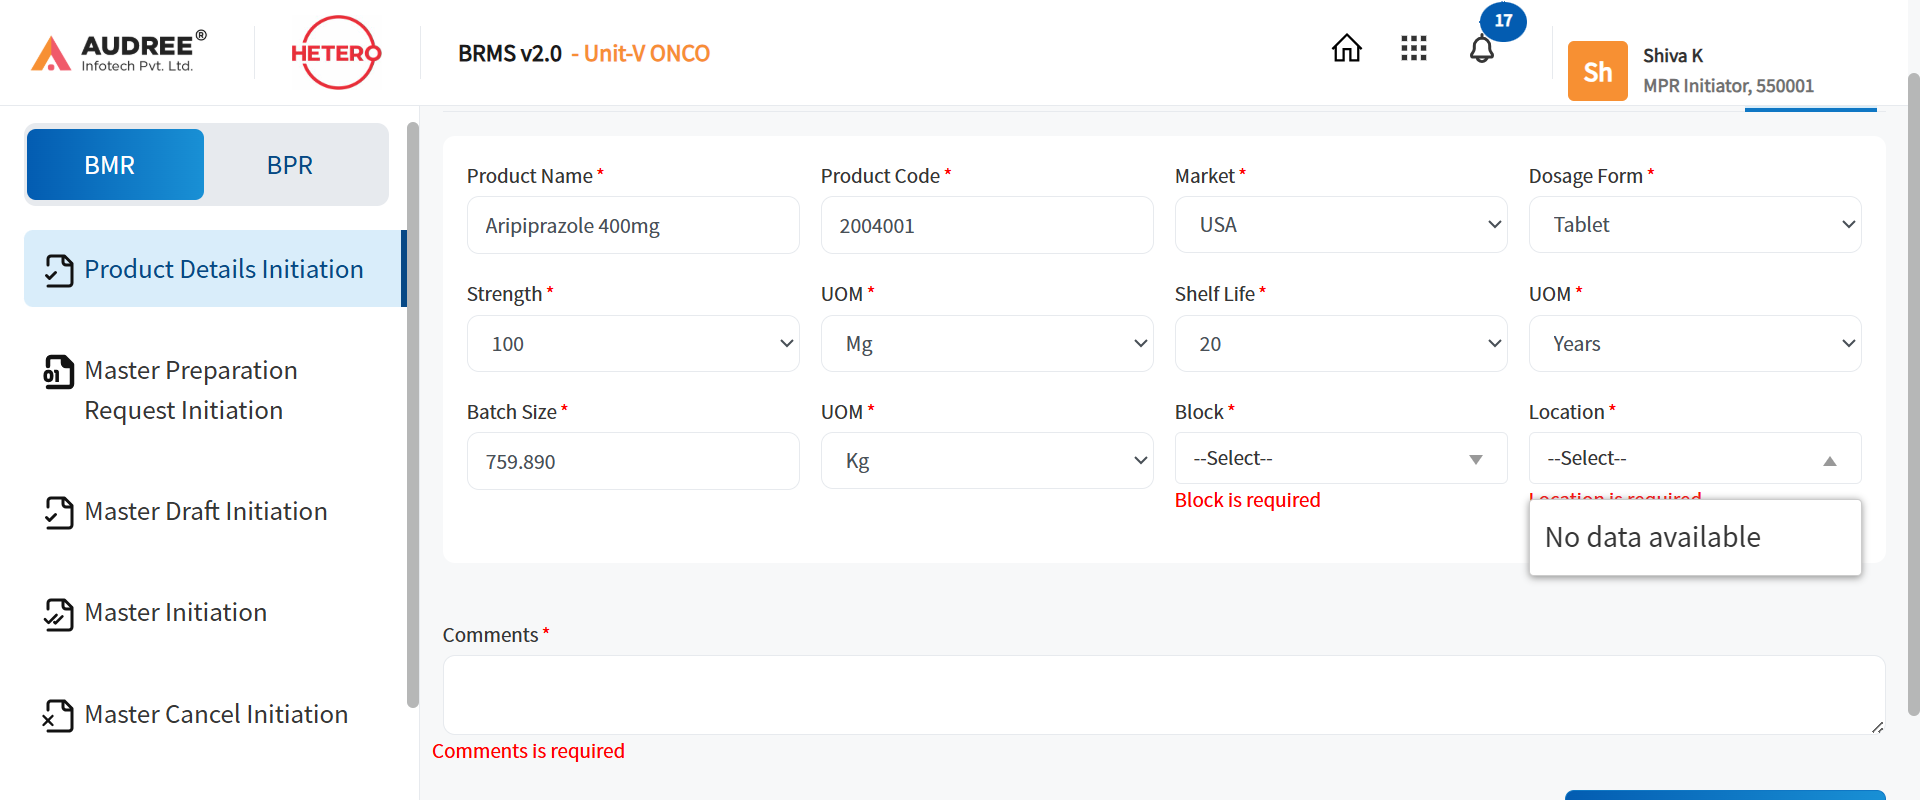 AUDREE®
Infotech Pvt. Ltd.
HETERO
BRMS v2.0 - Unit-V ONCO
17
Sh
Shiva K
MPR Initiator, 550001
BMR
BPR
Product Details Initiation
01
Master Preparation
Request Initiation
Master Draft Initiation
Master Initiation
Master Cancel Initiation
Product Name *
Product Code *
Market *
Dosage Form *
Aripiprazole 400mg
2004001
USA
Tablet
Strength *
UOM *
Shelf Life *
UOM *
100
Mg
20
Years
Batch Size *
UOM *
Block *
Location *
759.890
Kg
--Select--
--Select--
Block is required
Location is required
No data available
Comments *
Comments is required